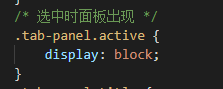 /* 选中时面板出现 */
.tab-panel.active {
display: block;
}